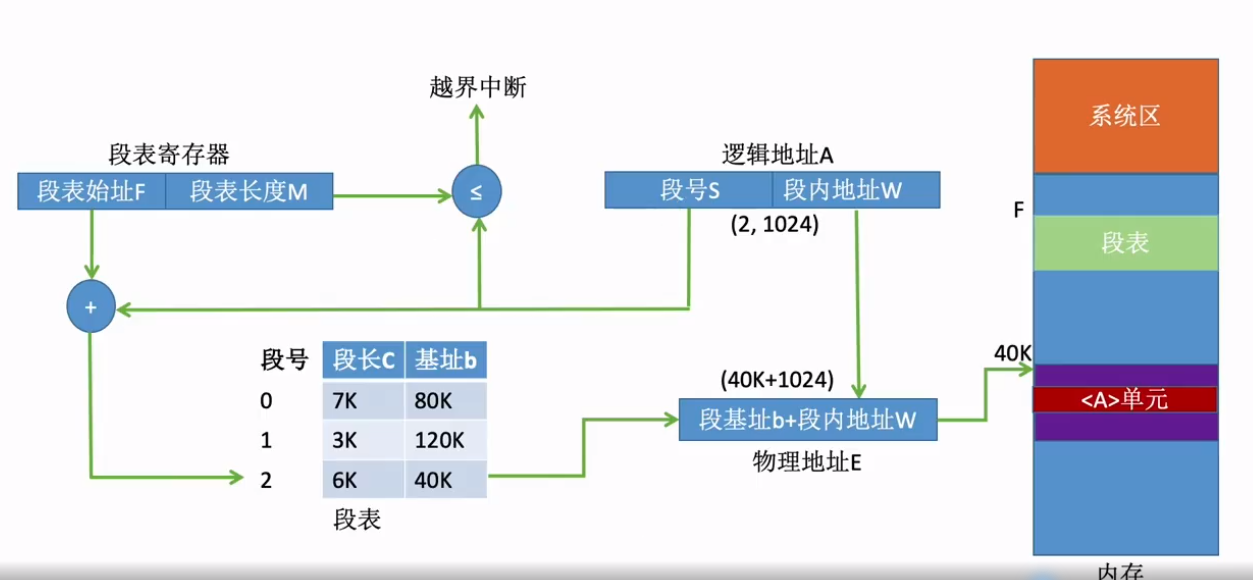 越界中断
段表寄存器
段表始址F 段表长度M
≤
逻辑地址A
段号S 段内地址W
(2, 1024)
+
段号 段长C 基址b
0 7K 80K
1 3K 120K
2 6K 40K
段表
(40K+1024)
段基址b+段内地址W
物理地址E
系统区
F
段表
40K
<A>单元
内存